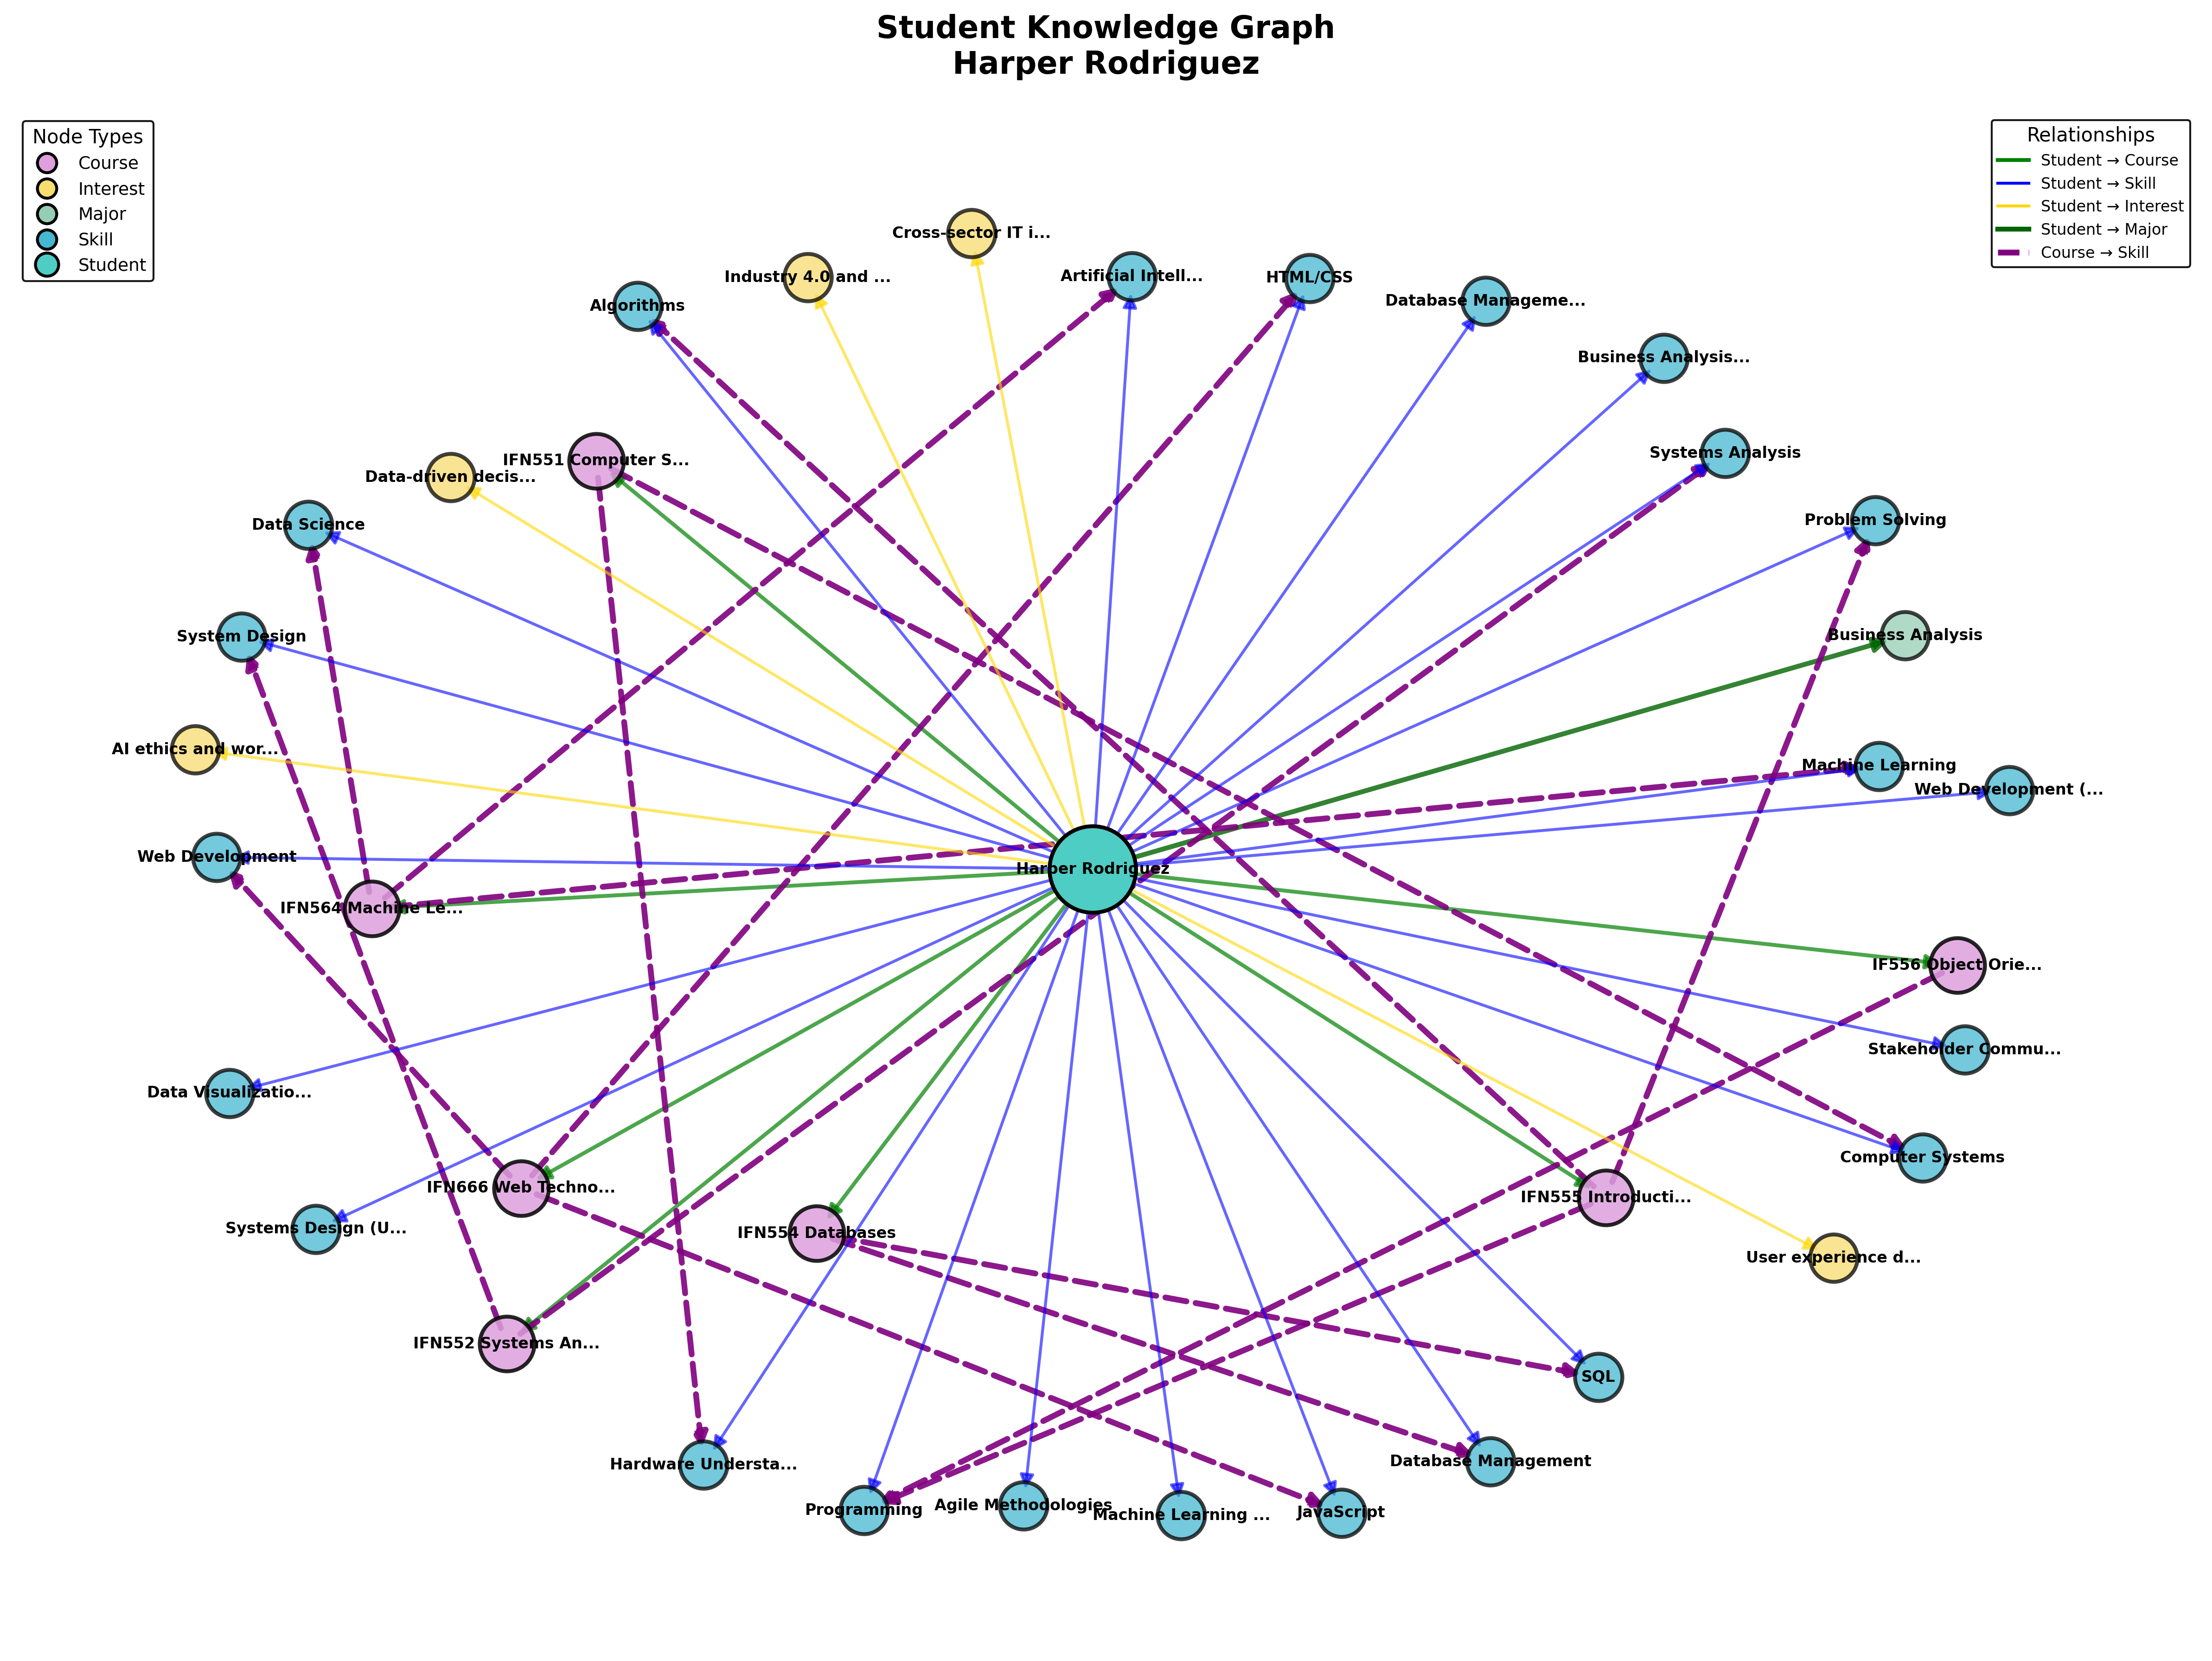 Student Knowledge Graph
Harper Rodriguez
Node Types
Course
Interest
Major
Skill
Student
Relationships
Student → Course
Student → Skill
Student → Interest
Student → Major
Course → Skill
Cross-sector IT i...
Industry 4.0 and ...
Artificial Intell...
HTML/CSS
Algorithms
Database Manageme...
Business Analysis...
Systems Analysis
IFN551 Computer S...
Data-driven decis...
Data Science
Problem Solving
System Design
Business Analysis
AI ethics and wor...
Machine Learning
Web Development (...
Web Development
Harper Rodriguez
IFN564 Machine Le...
IF556 Object Orie...
Stakeholder Commu...
Data Visualizatio...
Computer Systems
IFN666 Web Techno...
IFN555 Introducti...
Systems Design (U...
IFN554 Databases
User experience d...
IFN552 Systems An...
SQL
Database Management
Hardware Understa...
Programming
Agile Methodologies
Machine Learning ...
JavaScript